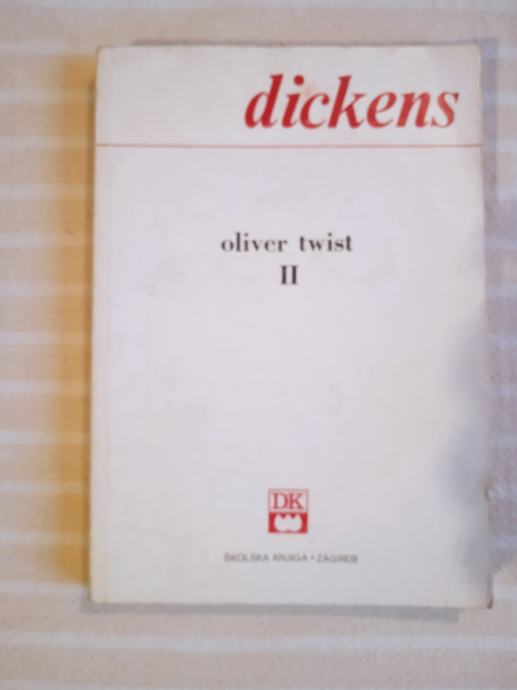 dickens
oliver twist
II
DK
ŠKOLSKA KNJIGA • ZAGREB